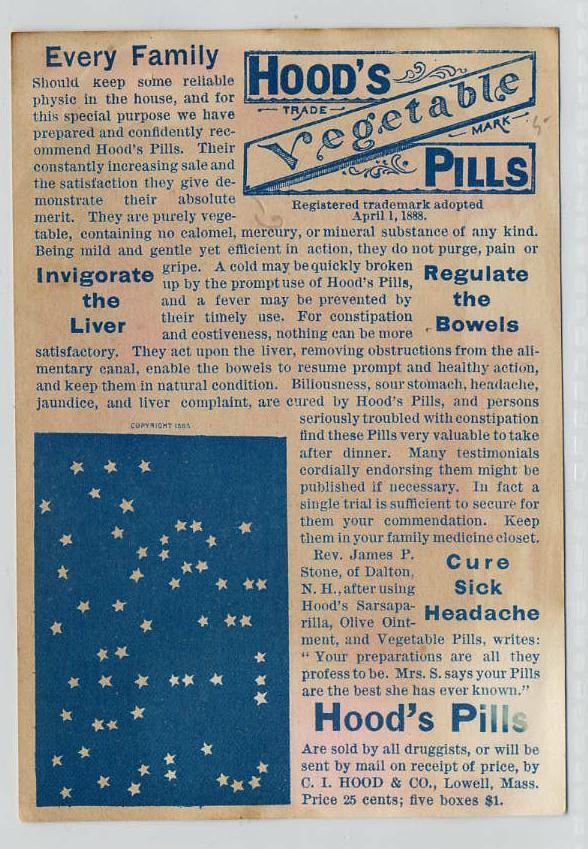 Every Family
HOOD'S
TRADE
Vegetable
MARK
PILLS
Registered trademark adopted
April 1, 1888.
Should keep some reliable
physic in the house, and for
this special purpose we have
prepared and confidently rec-
ommend Hood's Pills. Their
constantly increasing sale and
the satisfaction they give de-
monstrate their absolute
merit. They are purely vege-
table, containing no calomel, mercury, or mineral substance of any kind.
Being mild and gentle yet efficient in action, they do not purge, pain or
Invigorate
the
Liver
gripe. A cold may be quickly broken
up by the prompt use of Hood's Pills,
and a fever may be prevented by
their timely use. For constipation
and costiveness, nothing can be more
Regulate
the
Bowels
satisfactory. They act upon the liver, removing obstructions from the ali-
mentary canal, enable the bowels to resume prompt and healthy action,
and keep them in natural condition. Biliousness, sour stomach, headache,
jaundice, and liver complaint, are cured by Hood's Pills, and persons
COPYRIGHT
seriously troubled with constipation
find these Pills very valuable to take
after dinner. Many testimonials
cordially endorsing them might be
published if necessary. In fact a
single trial is sufficient to secure for
them your commendation. Keep
them in your family medicine closet.
Rev. James P.
Stone, of Dalton,
N. H., after using
Hood's Sarsapa-
rilla, Olive Oint-
Cure
Sick
Headache
ment, and Vegetable Pills, writes:
"Your preparations are all they
profess to be. Mrs. S. says your Pills
are the best she has ever known."
Hood's Pills
Are sold by all druggists, or will be
sent by mail on receipt of price, by
C. I. HOOD & CO., Lowell, Mass.
Price 25 cents; five boxes $1.